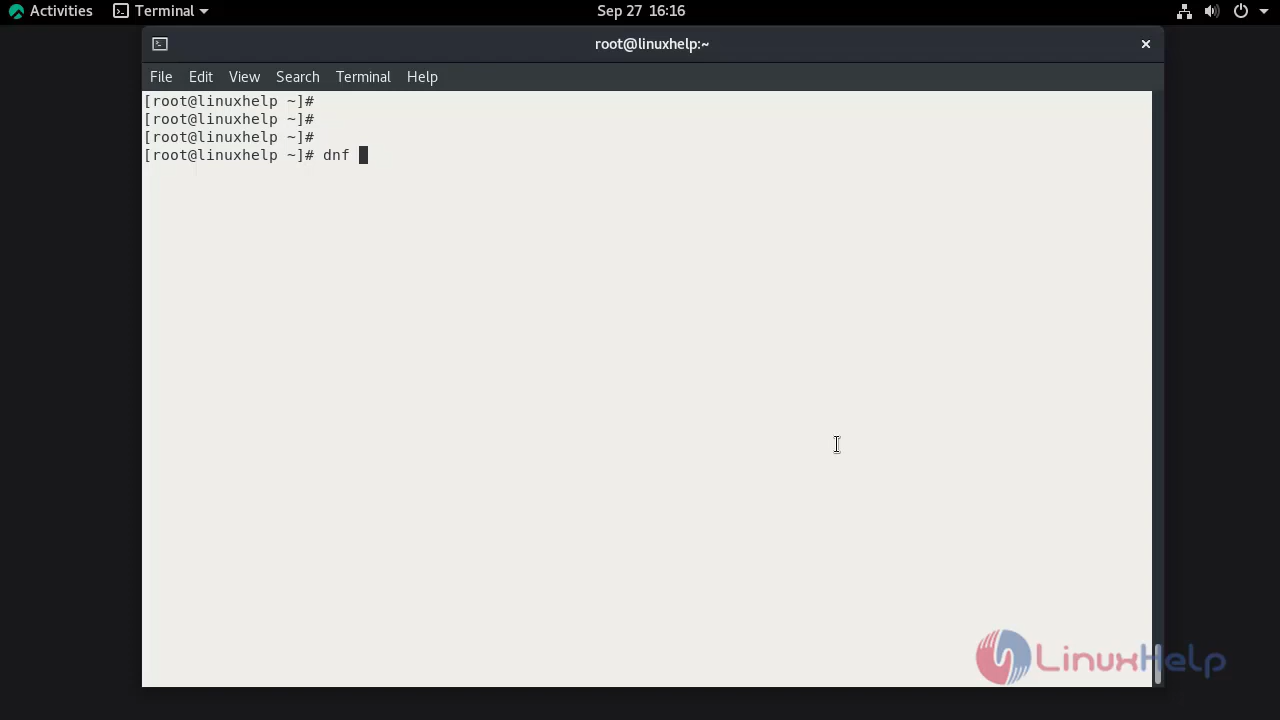 Activities Terminal Sep 27 16:16
root@linuxhelp:~
File Edit View Search Terminal Help
[root@linuxhelp ~]#
[root@linuxhelp ~]#
[root@linuxhelp ~]#
[root@linuxhelp ~]# dnf
LinuxHelp